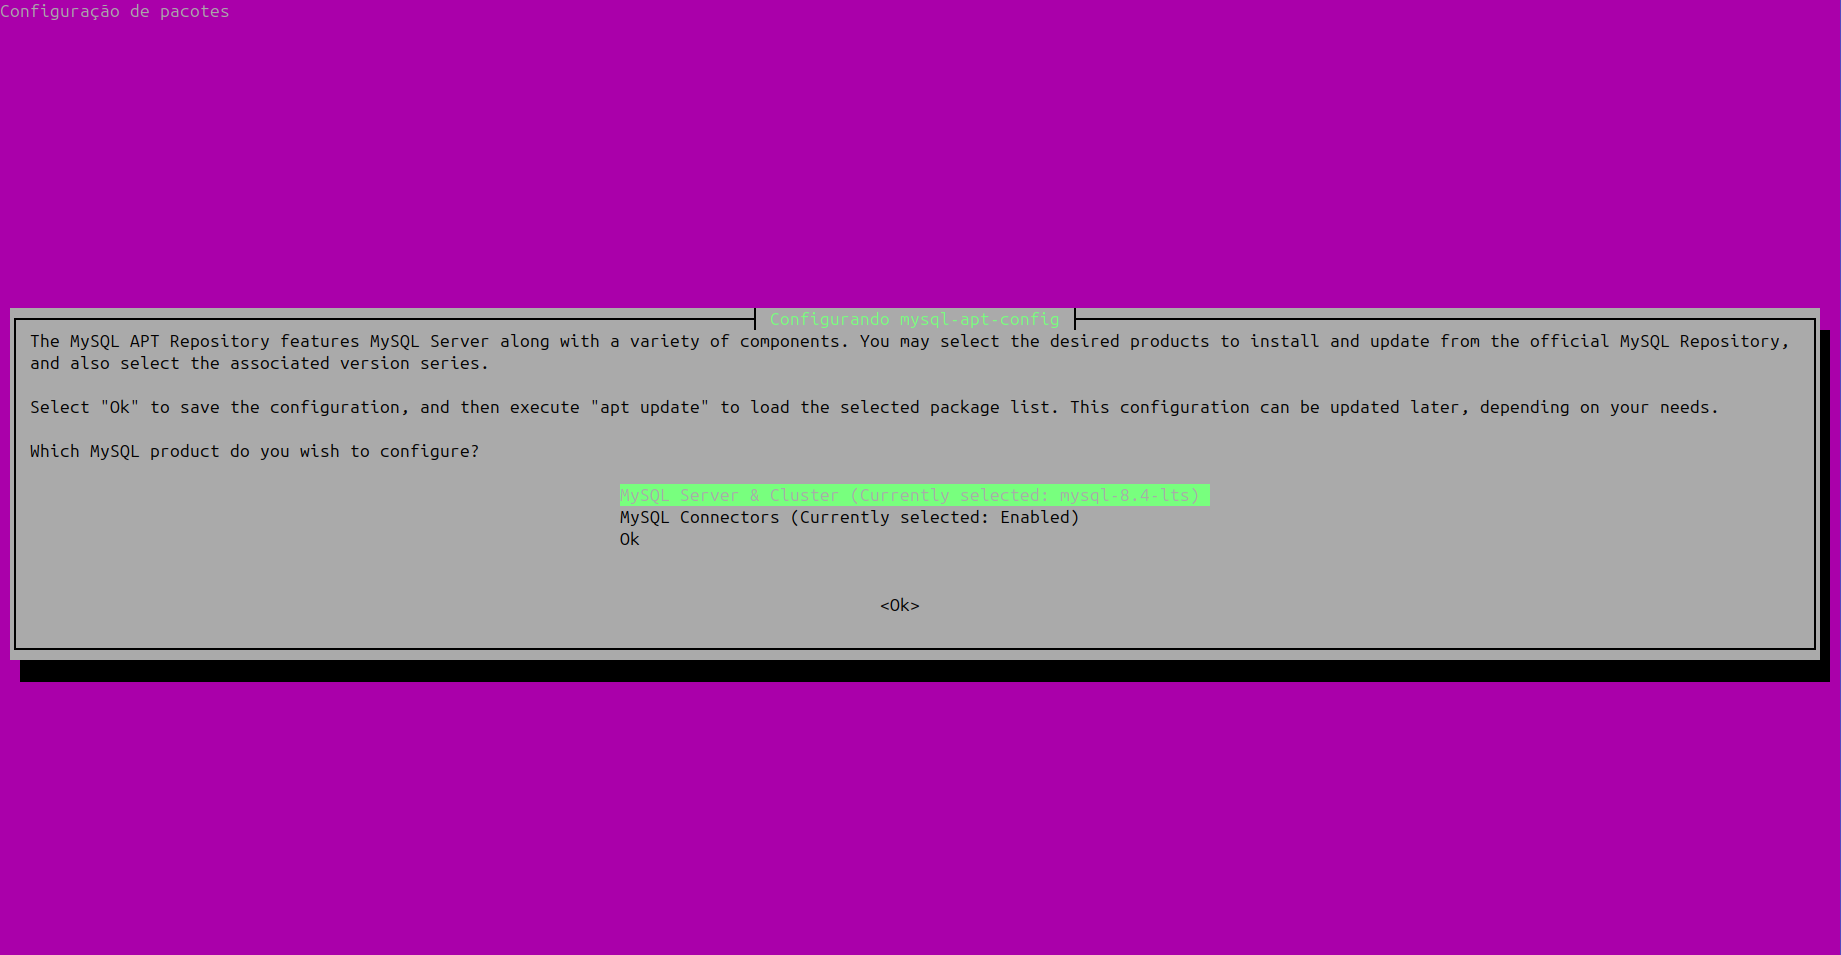 Configuração de pacotes
Configurando mysql-apt-config
The MySQL APT Repository features MySQL Server along with a variety of components. You may select the desired products to install and update from the official MySQL Repository,
and also select the associated version series.
Select "Ok" to save the configuration, and then execute "apt update" to load the selected package list. This configuration can be updated later, depending on your needs.
Which MySQL product do you wish to configure?
MySQL Server & Cluster (Currently selected: mysql-8.4-lts)
MySQL Connectors (Currently selected: Enabled)
Ok
<Ok>